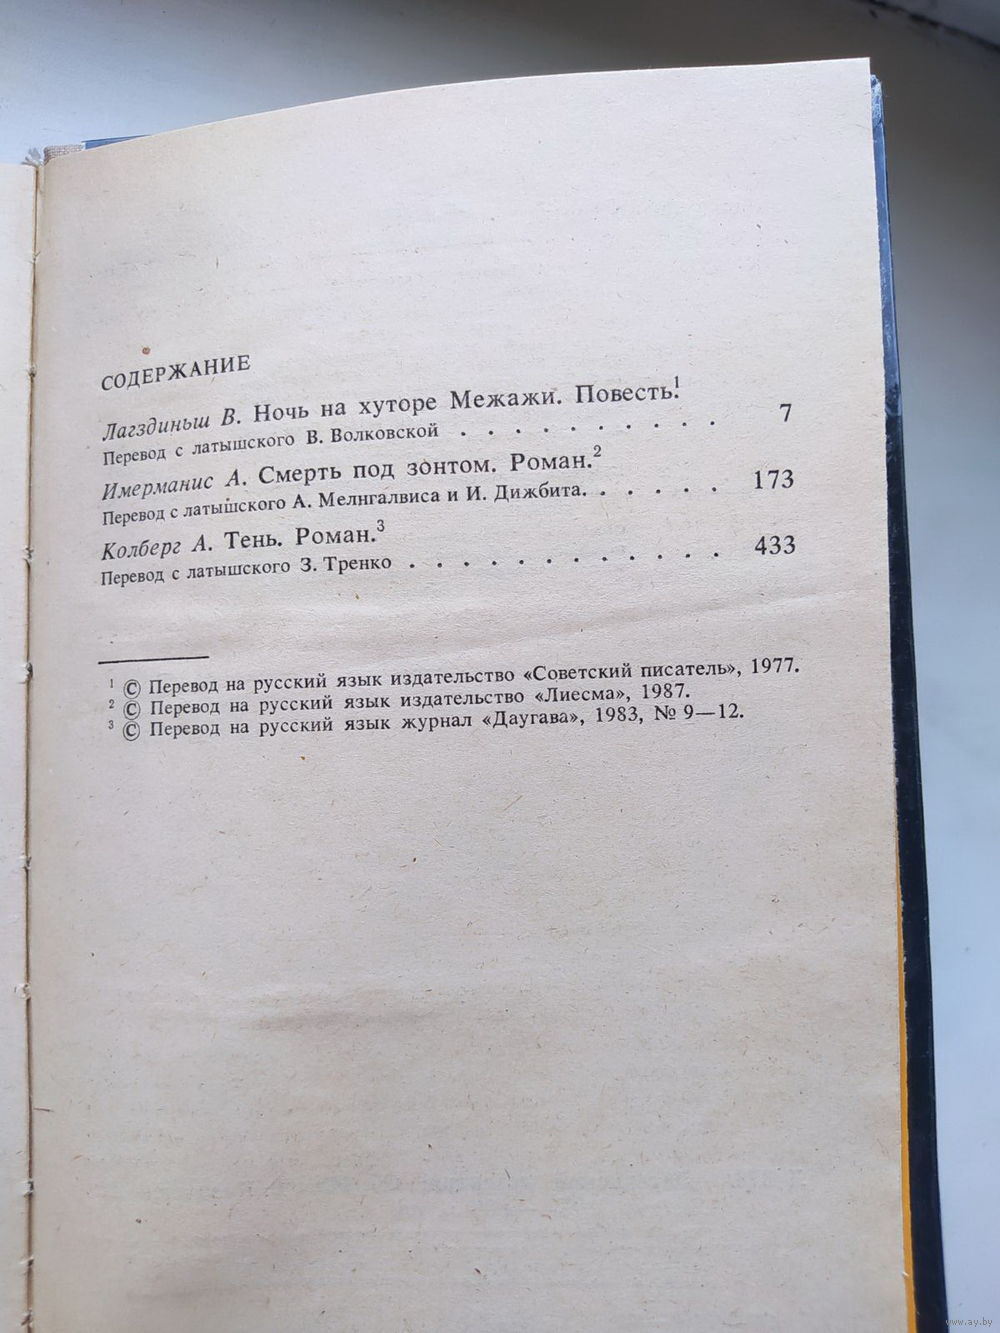 СОДЕРЖАНИЕ
Лагздиньш В. Ночь на хуторе Межажи. Повесть.¹
Перевод с латышского В. Волковской . . . . . . . . . . 7
Имерманис А. Смерть под зонтом. Роман.²
Перевод с латышского А. Мелнгалвиса и И. Дижбита. . . . . . 173
Колберг А. Тень. Роман.³
Перевод с латышского З. Тренко . . . . . . . . . . . . 433
¹ © Перевод на русский язык издательство «Советский писатель», 1977.
² © Перевод на русский язык издательство «Лиесма», 1987.
³ © Перевод на русский язык журнал «Даугава», 1983, № 9—12.
www.ay.by